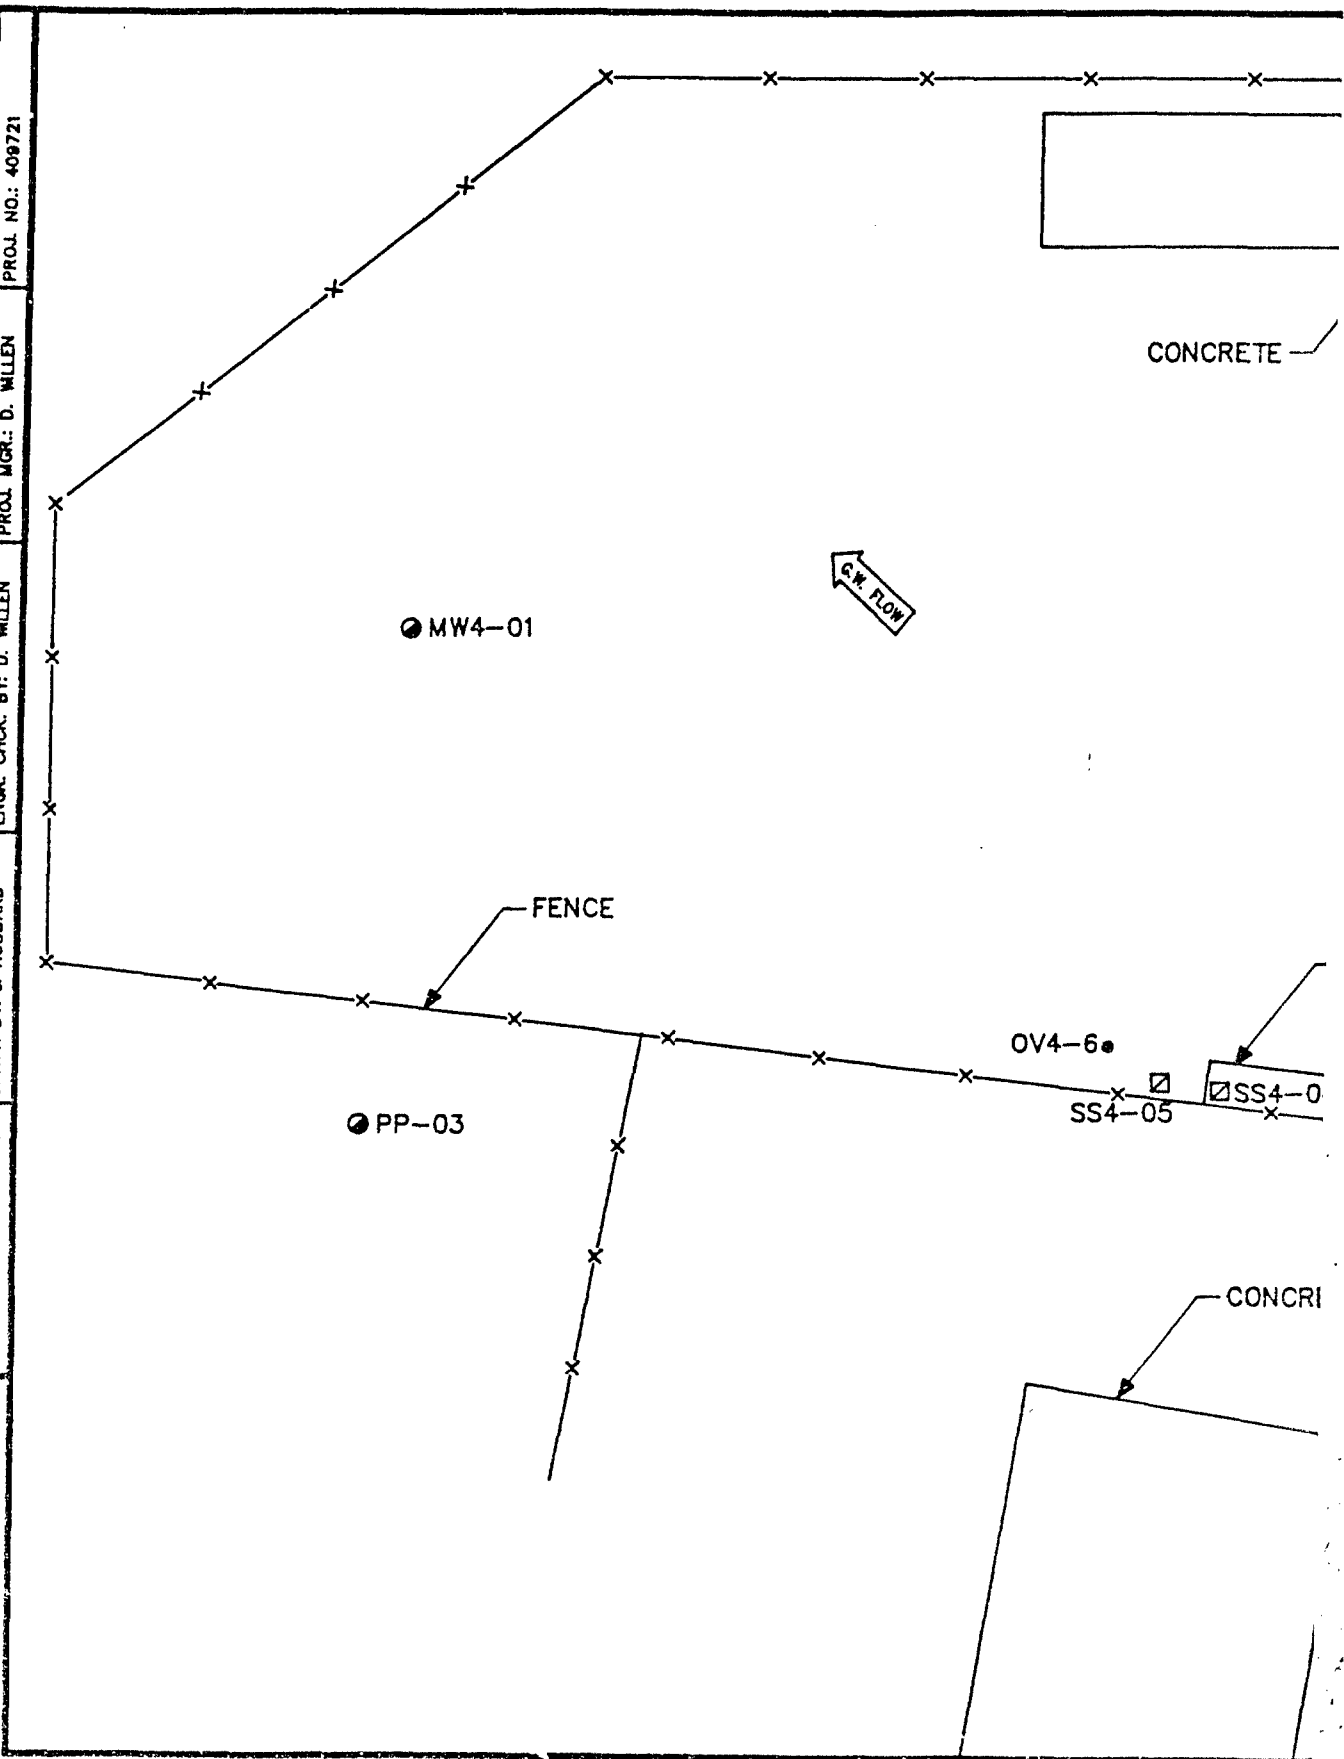 PROJ. NO.: 409721
PROJ. MGR.: D. WILLEN
ENGR. CHCK. BY: D. WILLEN
CONCRETE
G.W. FLOW
MW4-01
FENCE
OV4-6
SS4-0
SS4-05
PP-03
CONCRE